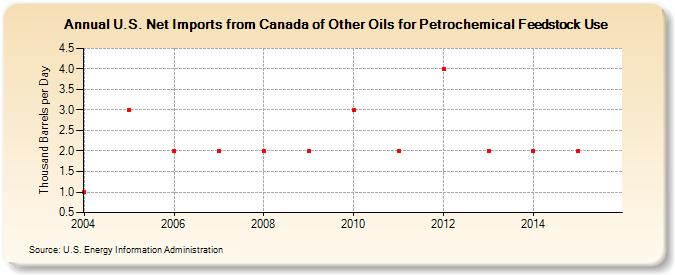 Annual U.S. Net Imports from Canada of Other Oils for Petrochemical Feedstock Use
Thousand Barrels per Day
4.5
4.0
3.5
3.0
2.5
2.0
1.5
1.0
0.5
2004 2006 2008 2010 2012 2014
Source: U.S. Energy Information Administration